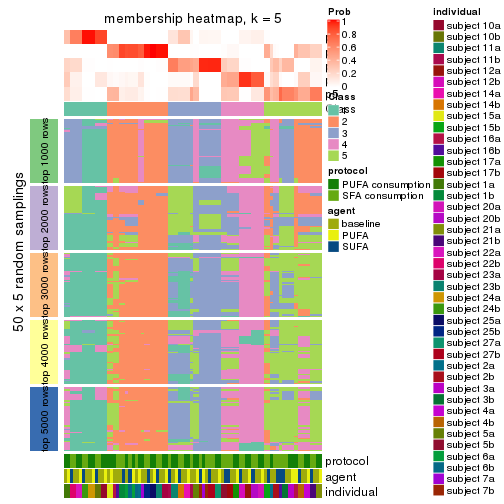 membership heatmap, k = 5
50 x 5 random samplings
top 1000 rows
top 2000 rows
top 3000 rows
top 4000 rows
top 5000 rows
protocol
agent
individual
Prob
1
0.8
0.6
0.4
0.2
0
Class
1
2
3
4
5
protocol
PUFA consumption
SFA consumption
agent
baseline
PUFA
SUFA
individual
subject 10a
subject 10b
subject 11a
subject 11b
subject 12a
subject 12b
subject 14a
subject 14b
subject 15a
subject 15b
subject 16a
subject 16b
subject 17a
subject 17b
subject 1a
subject 1b
subject 20a
subject 20b
subject 21a
subject 21b
subject 22a
subject 22b
subject 23a
subject 23b
subject 24a
subject 24b
subject 25a
subject 25b
subject 27a
subject 27b
subject 2a
subject 2b
subject 3a
subject 3b
subject 4a
subject 4b
subject 5a
subject 5b
subject 6a
subject 6b
subject 7a
subject 7b